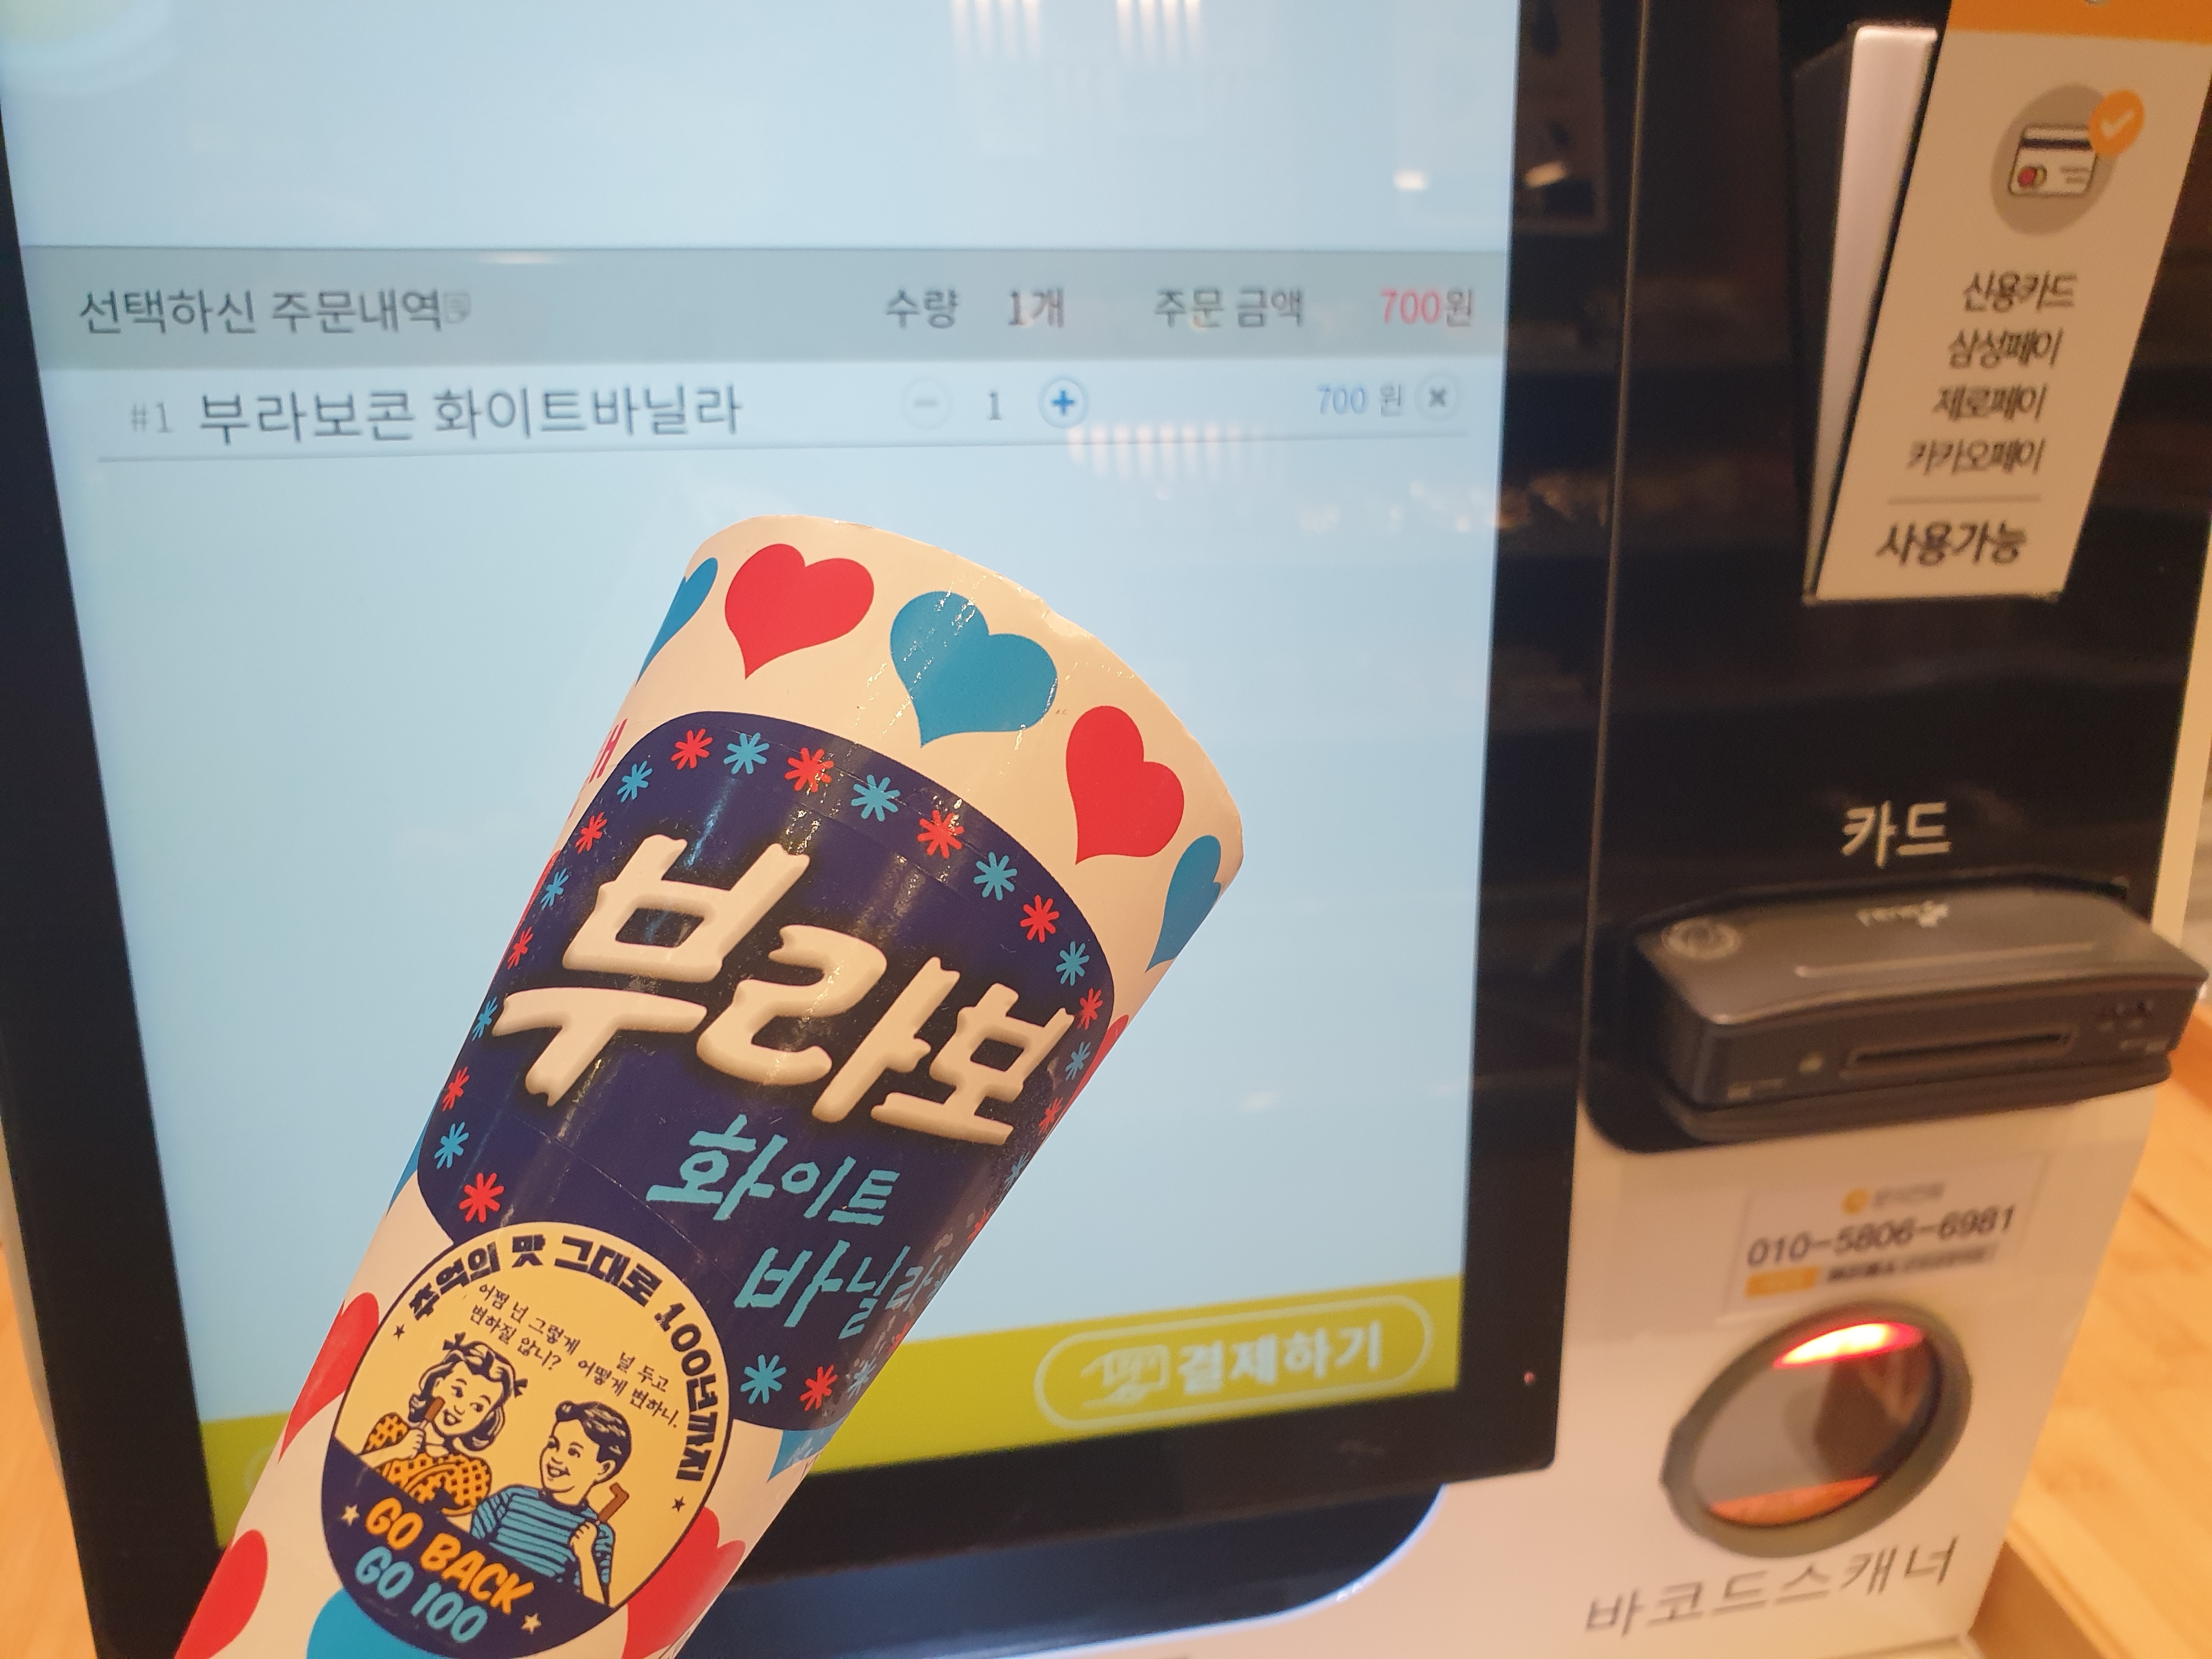 선택하신 주문내역 수량 1개 주문 금액 700원
#1 부라보콘 화이트바닐라 1 700 원
결제하기
부라보
화이트
바닐라
추억의 맛 그대로 100년까지
어쩜 넌 그렇게
변하질 않니?
널 두고
어떻게 변하니.
GO BACK
GO 100
신용카드
삼성페이
제로페이
카카오페이
사용가능
카드
010-5806-6981
바코드스캐너